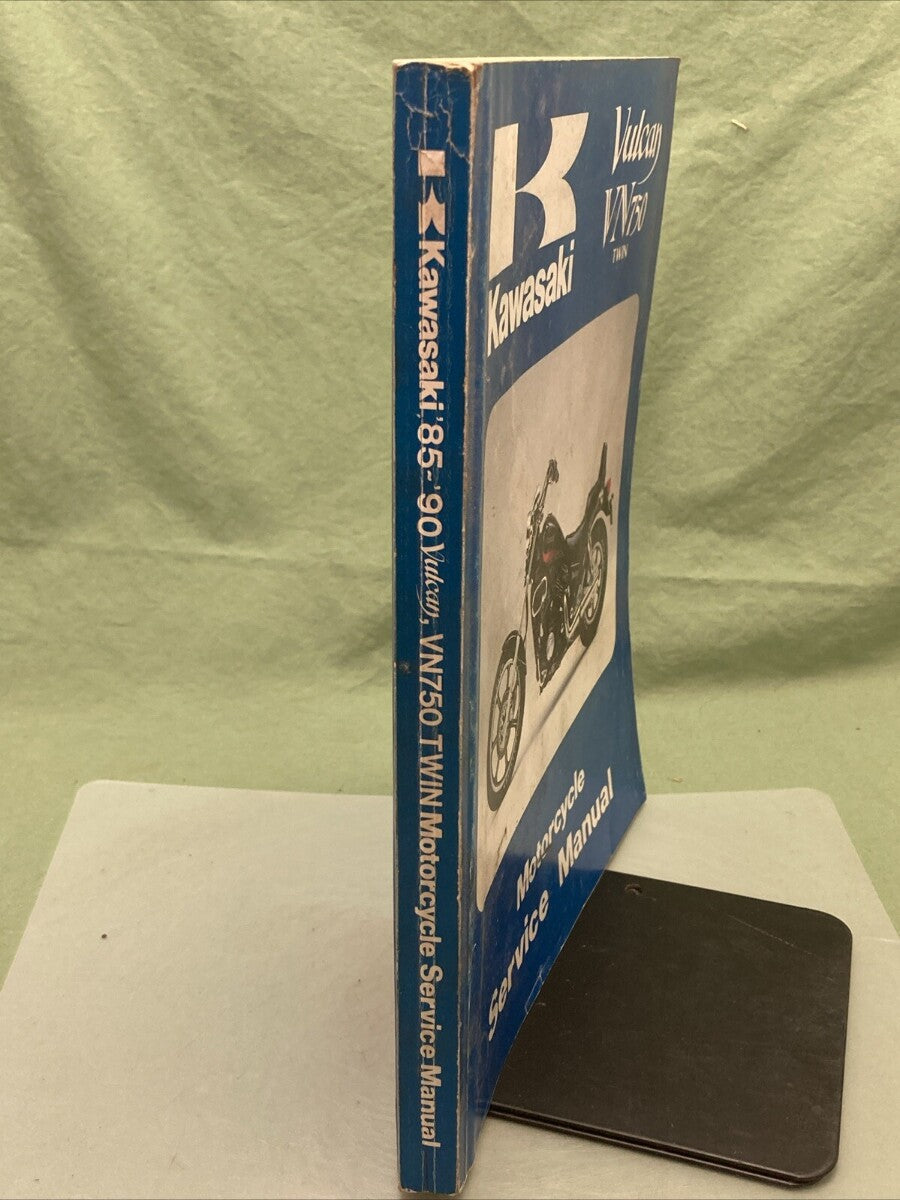 Kawasaki '85-'90 Vulcan, VN750 TWIN Motorcycle Service Manual
K
Kawasaki
Vulcan
VN750
TWIN
Motorcycle
Service Manual